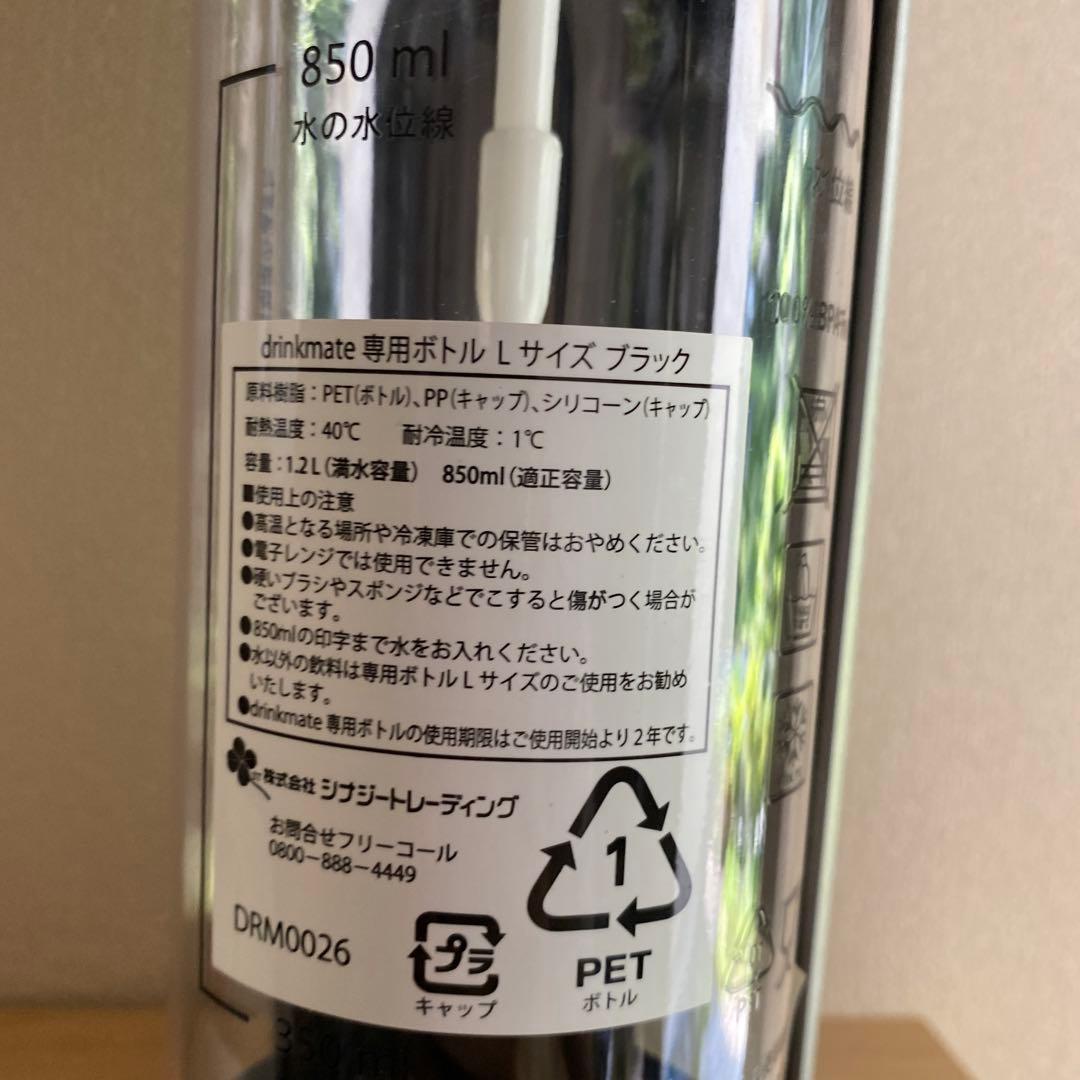 850 ml
水の水位線
drinkmate 専用ボトル L サイズ ブラック
原料樹脂：PET(ボトル)、PP(キャップ)、シリコーン(キャップ)
耐熱温度：40℃　耐冷温度：1℃
容量：1.2L（満水容量）　850ml（適正容量）
■使用上の注意
●高温となる場所や冷凍庫での保管はおやめください。
●電子レンジでは使用できません。
●硬いブラシやスポンジなどでこすると傷がつく場合が
ございます。
●850mlの印字まで水をお入れください。
●水以外の飲料は専用ボトル L サイズのご使用をお勧め
いたします。
●drinkmate 専用ボトルの使用期限はご使用開始より2年です。
株式会社 シナジートレーディング
お問合せフリーコール
0800-888-4449
DRM0026
プラ
キャップ
1
PET
ボトル
350 ml
位線